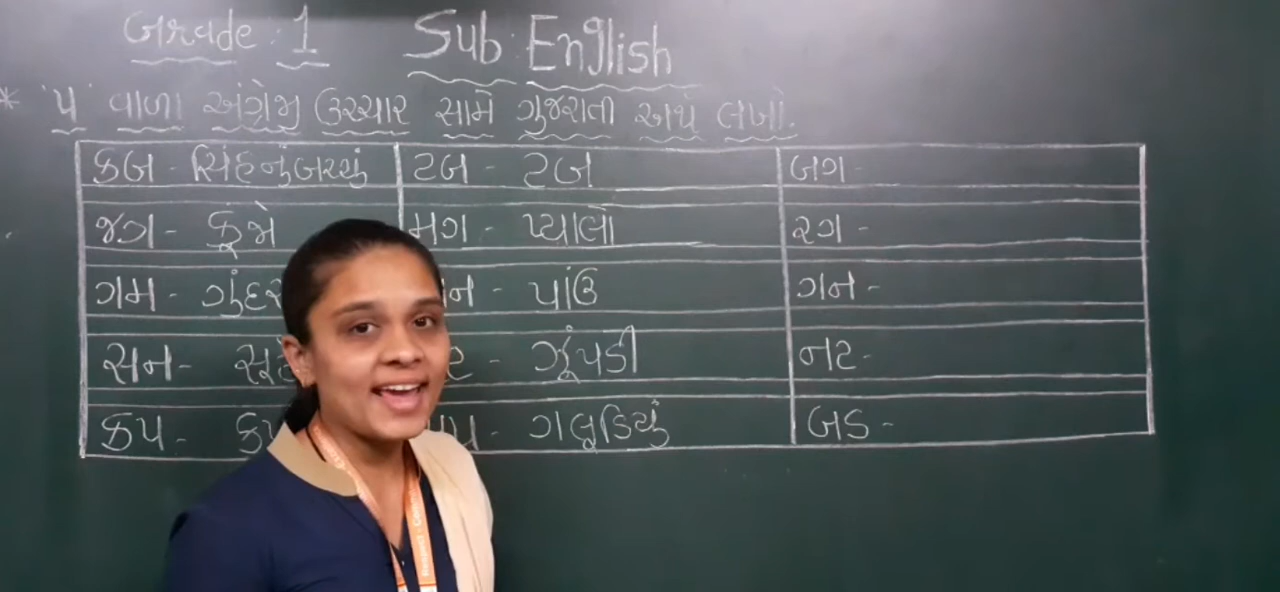 Grade : 1 Sub : English
* 'પ' વાળા અંગ્રેજી ઉચ્ચાર સામે ગુજરાતી અર્થ લખો.
કબ - સિંહનું બચ્ચું ટબ - ટબ બગ -
જગ - કૂંજો મગ - પ્યાલો રગ -
ગમ - પાંઉ ગન -
સન - ઝૂંપડી નટ -
કપ - ગલૂડિયું બડ -